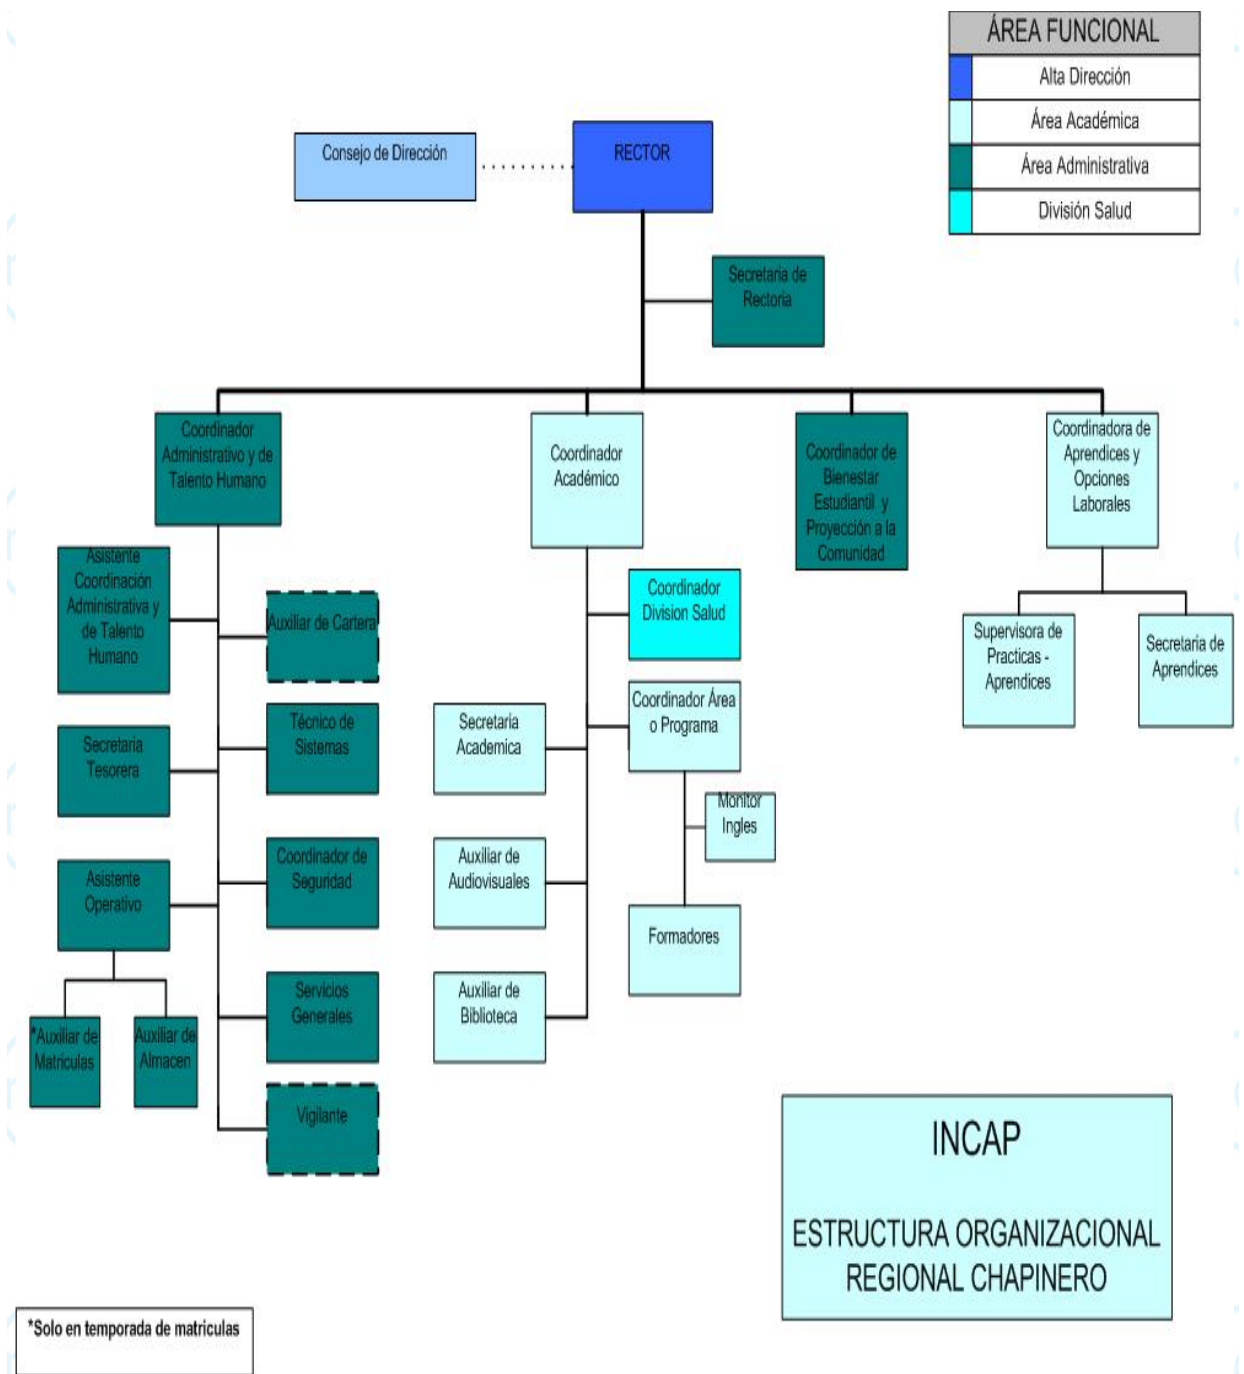 ÁREA FUNCIONAL
Alta Dirección
Área Académica
Área Administrativa
División Salud
Consejo de Dirección
RECTOR
Secretaria de
Rectoria
Coordinador
Administrativo y de
Talento Humano
Coordinador
Académico
Coordinador de
Bienestar
Estudiantil y
Proyección a la
Comunidad
Coordinadora de
Aprendices y
Opciones
Laborales
Asistente
Coordinación
Administrativa y
de Talento
Humano
Auxiliar de Cartera
Secretaria
Tesorera
Técnico de
Sistemas
Asistente
Operativo
Coordinador de
Seguridad
*Auxiliar de
Matriculas
Auxiliar de
Almacen
Servicios
Generales
Vigilante
Coordinador
Division Salud
Secretaria
Academica
Coordinador Área
o Programa
Monitor
Ingles
Auxiliar de
Audiovisuales
Formadores
Auxiliar de
Biblioteca
Supervisora de
Practicas -
Aprendices
Secretaria de
Aprendices
INCAP
ESTRUCTURA ORGANIZACIONAL
REGIONAL CHAPINERO
*Solo en temporada de matriculas